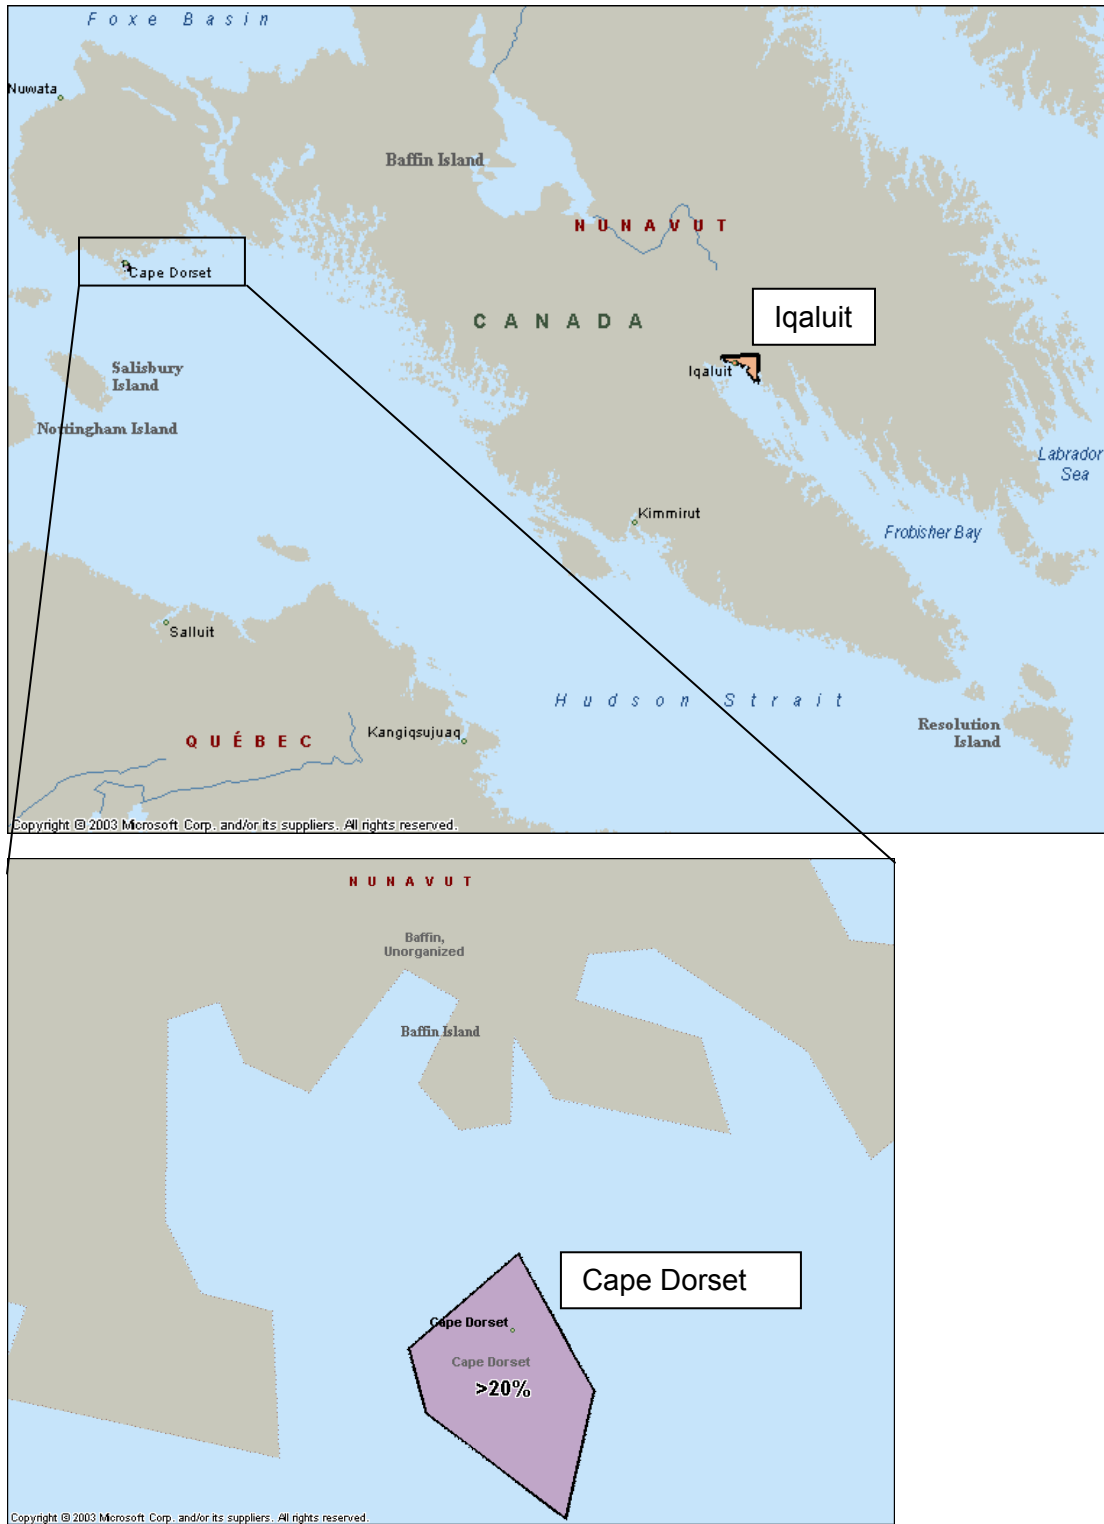 Foxe Basin
Nuwata
Baffin Island
NUNAVUT
Cape Dorset
CANADA
Iqaluit
Iqaluit
Salisbury
Island
Nottingham Island
Labrador
Sea
Kimmirut
Frobisher Bay
Salluit
Hudson Strait
Resolution
Island
Kangiqsujuaq
QUÉBEC
Copyright © 2003 Microsoft Corp. and/or its suppliers. All rights reserved.
NUNAVUT
Baffin,
Unorganized
Baffin Island
Cape Dorset
Cape Dorset
Cape Dorset
>20%
Copyright © 2003 Microsoft Corp. and/or its suppliers. All rights reserved.